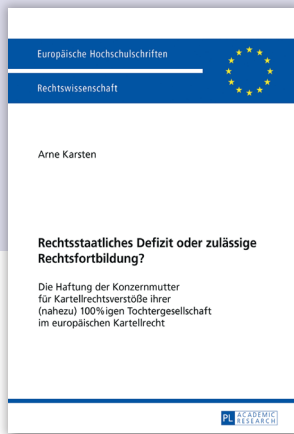 Europäische Hochschulschriften
Rechtswissenschaft
Arne Karsten
Rechtsstaatliches Defizit oder zulässige
Rechtsfortbildung?
Die Haftung der Konzernmutter
für Kartellrechtsverstöße ihrer
(nahezu) 100%igen Tochtergesellschaft
im europäischen Kartellrecht
PL ACADEMIC
RESEARCH